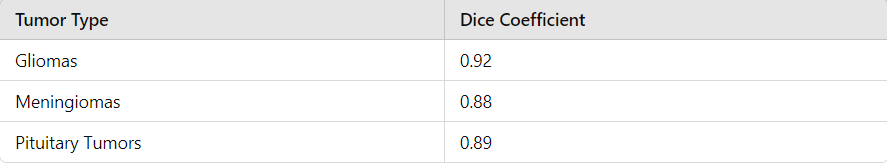 Tumor Type Dice Coefficient
Gliomas 0.92
Meningiomas 0.88
Pituitary Tumors 0.89